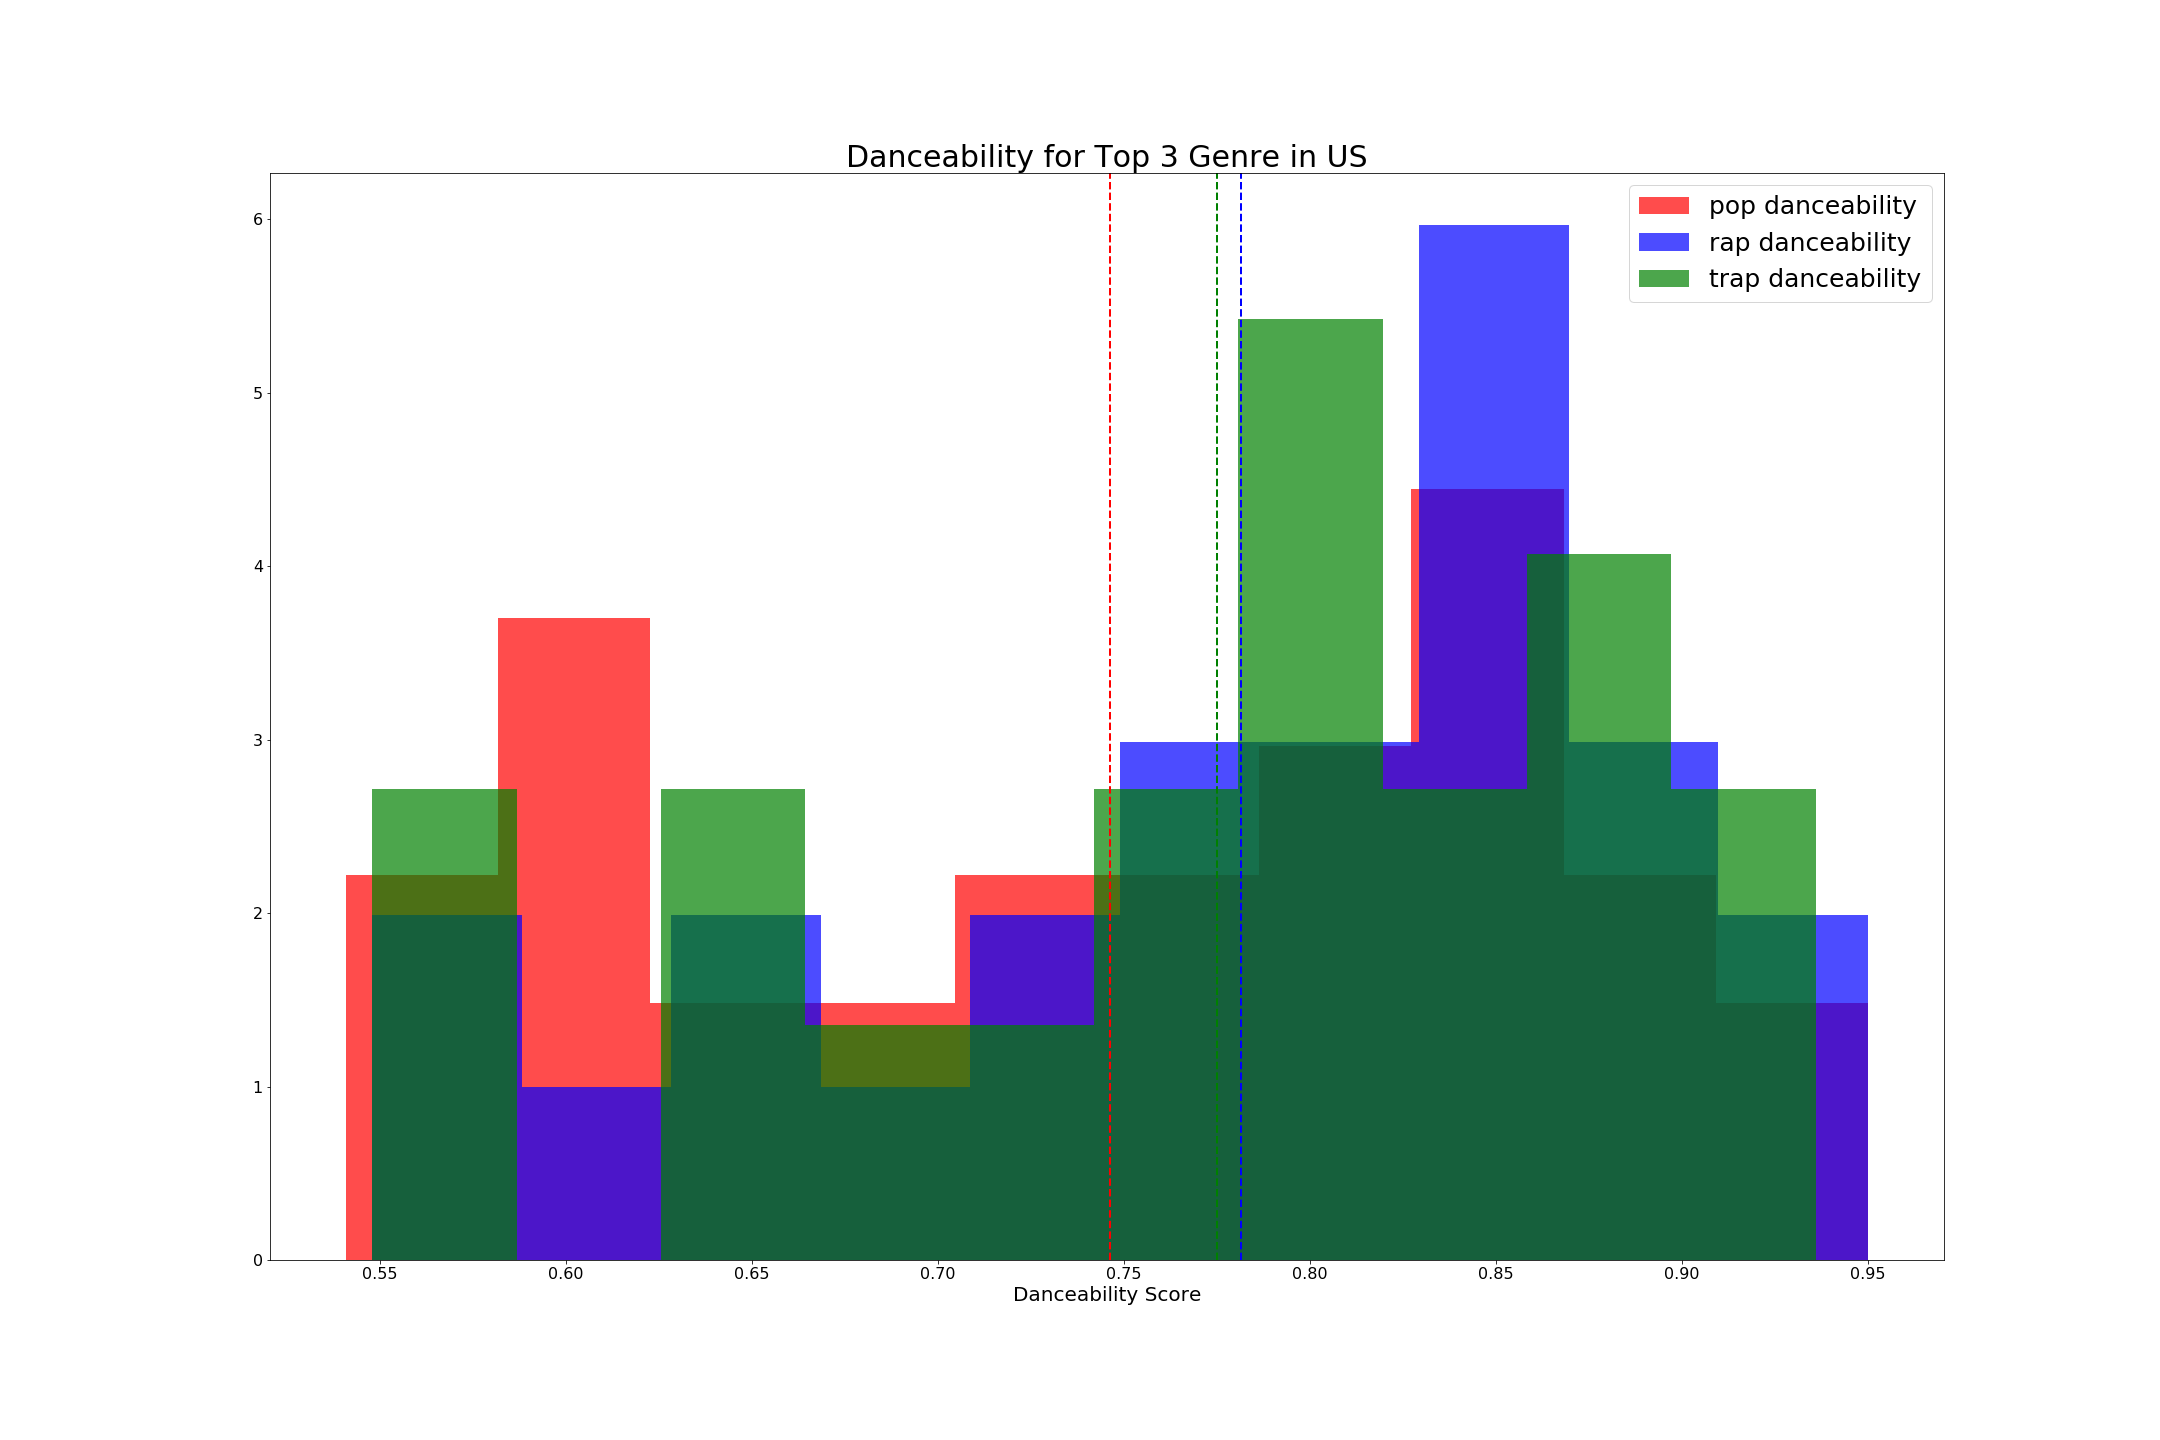 Danceability for Top 3 Genre in US
pop danceability
rap danceability
trap danceability
6
5
4
3
2
1
0
0.55 0.60 0.65 0.70 0.75 0.80 0.85 0.90 0.95
Danceability Score